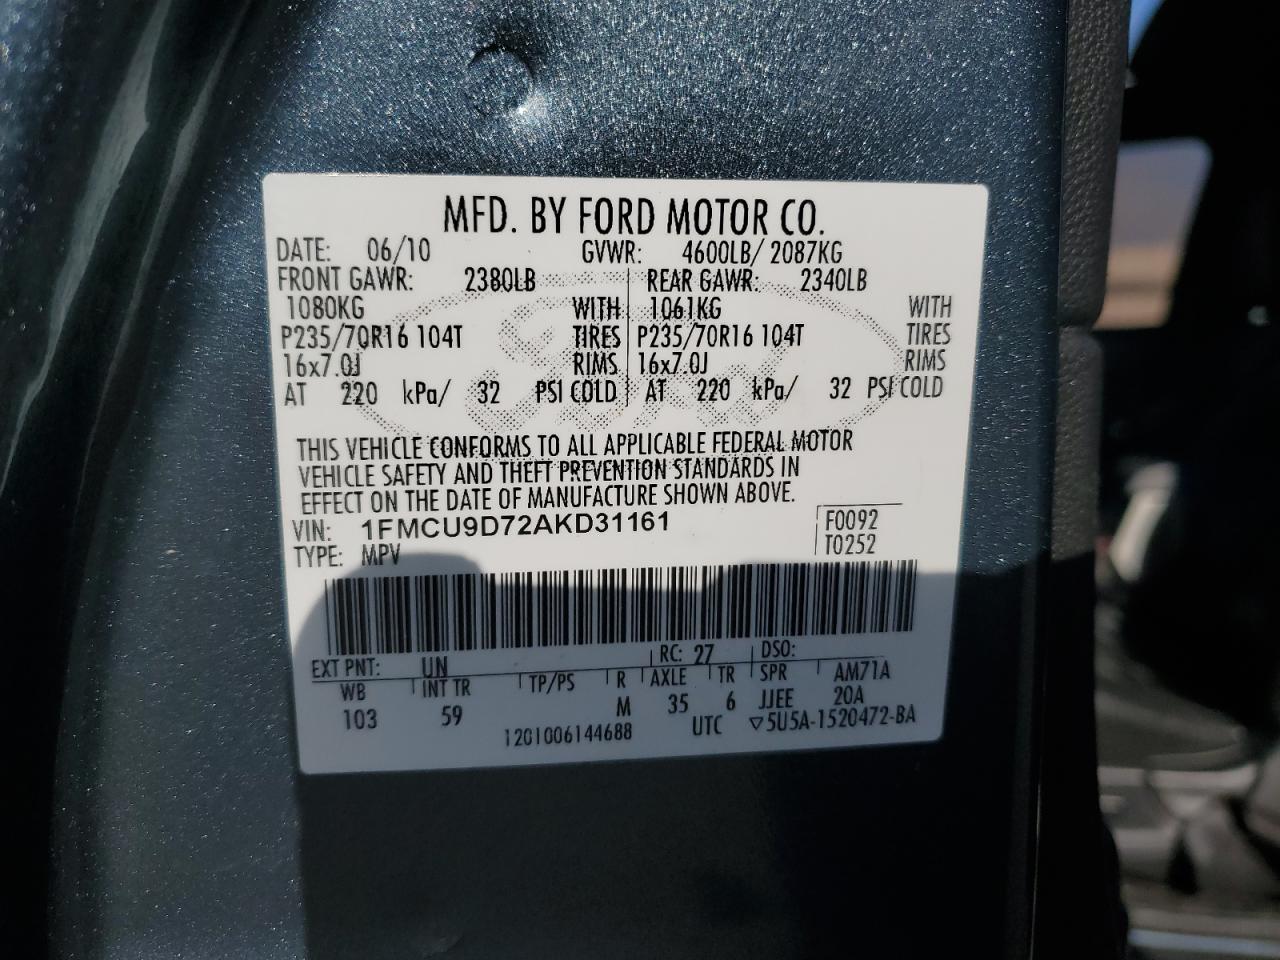 MFD. BY FORD MOTOR CO.
DATE: 06/10 GVWR: 4600LB/ 2087KG
FRONT GAWR: 2380LB REAR GAWR: 2340LB
1080KG WITH 1061KG WITH
P235/70R16 104T TIRES P235/70R16 104T TIRES
16x7.0J RIMS 16x7.0J RIMS
AT 220 kPa/ 32 PSI COLD AT 220 kPa/ 32 PSI COLD
Ford
THIS VEHICLE CONFORMS TO ALL APPLICABLE FEDERAL MOTOR
VEHICLE SAFETY AND THEFT PREVENTION STANDARDS IN
EFFECT ON THE DATE OF MANUFACTURE SHOWN ABOVE.
VIN: 1FMCU9D72AKD31161 F0092
TYPE: MPV T0252
EXT PNT: UN RC: 27 DSO:
WB INT TR TP/PS R AXLE TR SPR AM71A
103 59 M 35 6 JJEE 20A
1201006144688 UTC ▽5U5A-1520472-BA